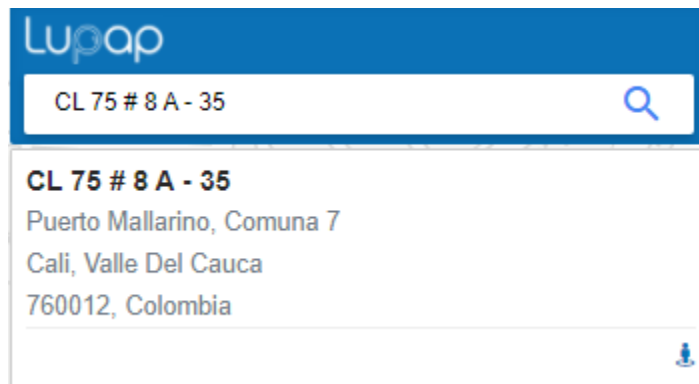 Lupap
CL 75 # 8 A - 35
CL 75 # 8 A - 35
Puerto Mallarino, Comuna 7
Cali, Valle Del Cauca
760012, Colombia